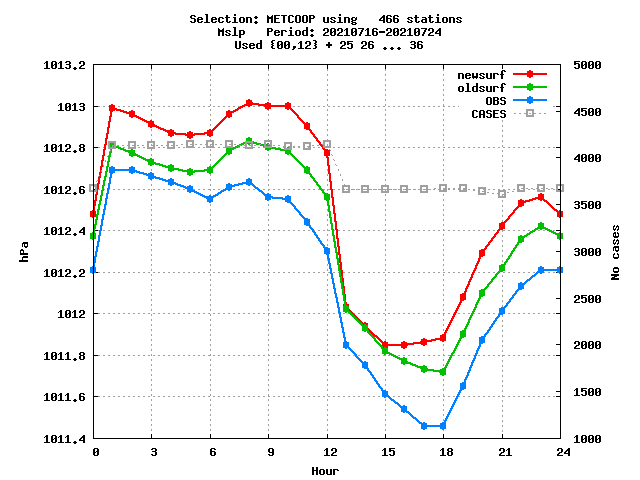 Selection: METCOOP using   466 stations
Mslp   Period: 20210716-20210724
Used {00,12} + 25 26 ... 36
newsurf
oldsurf
OBS
CASES
1013.2
1013
1012.8
1012.6
1012.4
1012.2
1012
1011.8
1011.6
1011.4
hPa
5000
4500
4000
3500
3000
2500
2000
1500
1000
No cases
0 3 6 9 12 15 18 21 24
Hour